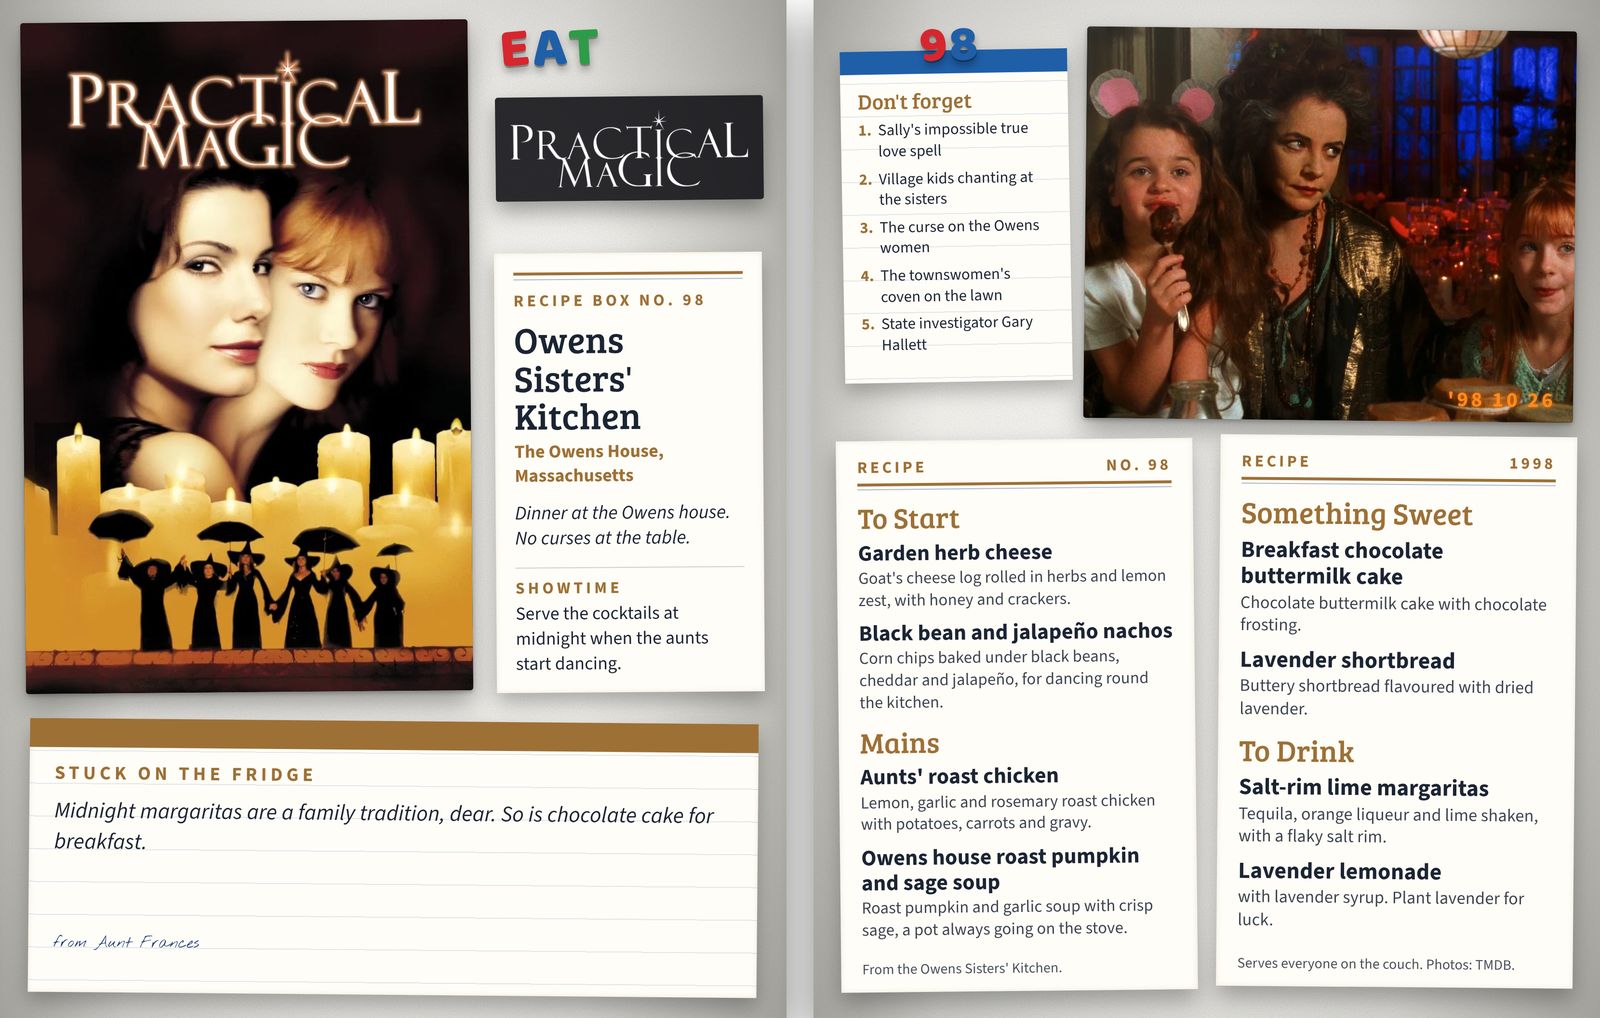 PRACTICAL
MAGIC
EAT
PRACTICAL
MAGIC
RECIPE BOX NO. 98
Owens
Sisters'
Kitchen
The Owens House,
Massachusetts
Dinner at the Owens house.
No curses at the table.
SHOWTIME
Serve the cocktails at
midnight when the aunts
start dancing.
STUCK ON THE FRIDGE
Midnight margaritas are a family tradition, dear. So is chocolate cake for
breakfast.
from Aunt Frances
98
Don't forget
1. Sally's impossible true
love spell
2. Village kids chanting at
the sisters
3. The curse on the Owens
women
4. The townswomen's
coven on the lawn
5. State investigator Gary
Hallett
'98 10 26
RECIPE NO. 98
To Start
Garden herb cheese
Goat's cheese log rolled in herbs and lemon
zest, with honey and crackers.
Black bean and jalapeño nachos
Corn chips baked under black beans,
cheddar and jalapeño, for dancing round
the kitchen.
Mains
Aunts' roast chicken
Lemon, garlic and rosemary roast chicken
with potatoes, carrots and gravy.
Owens house roast pumpkin
and sage soup
Roast pumpkin and garlic soup with crisp
sage, a pot always going on the stove.
From the Owens Sisters' Kitchen.
RECIPE 1998
Something Sweet
Breakfast chocolate
buttermilk cake
Chocolate buttermilk cake with chocolate
frosting.
Lavender shortbread
Buttery shortbread flavoured with dried
lavender.
To Drink
Salt-rim lime margaritas
Tequila, orange liqueur and lime shaken,
with a flaky salt rim.
Lavender lemonade
with lavender syrup. Plant lavender for
luck.
Serves everyone on the couch. Photos: TMDB.